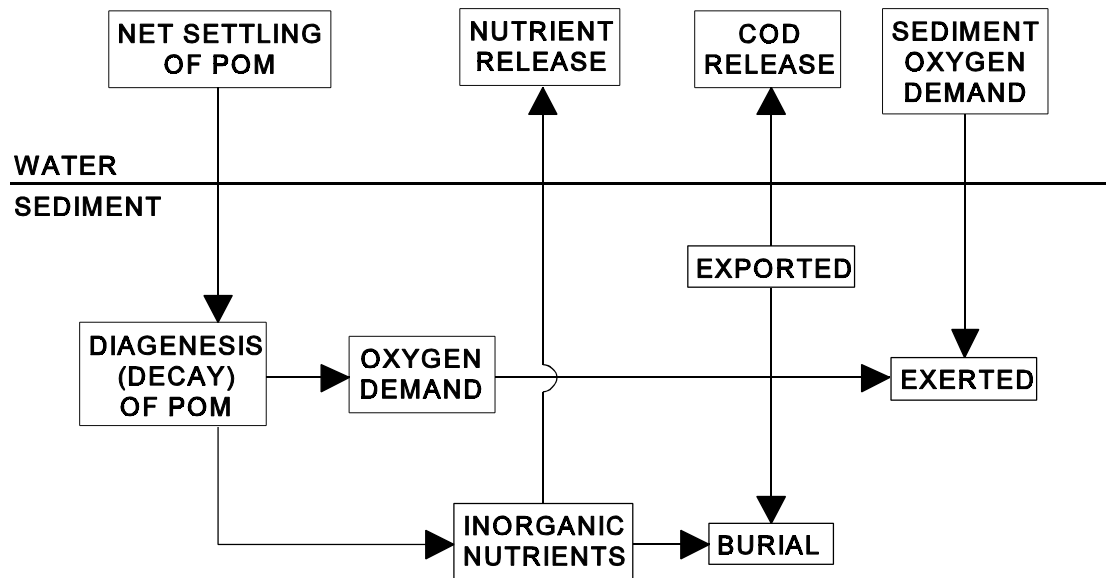 NET SETTLING
OF POM
NUTRIENT
RELEASE
COD
RELEASE
SEDIMENT
OXYGEN
DEMAND
WATER
SEDIMENT
EXPORTED
DIAGENESIS
(DECAY)
OF POM
OXYGEN
DEMAND
EXERTED
INORGANIC
NUTRIENTS
BURIAL